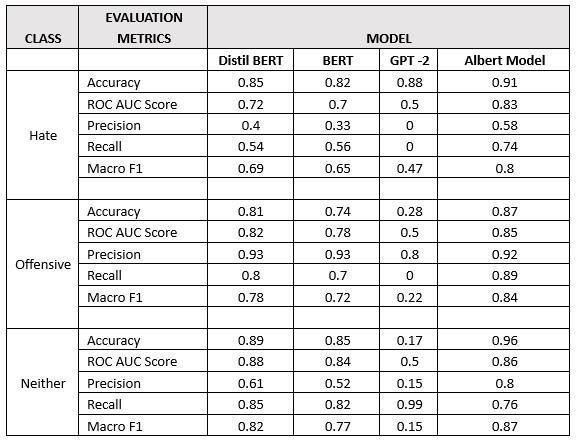 CLASS EVALUATION METRICS MODEL
Distil BERT BERT GPT -2 Albert Model
Hate
Accuracy 0.85 0.82 0.88 0.91
ROC AUC Score 0.72 0.7 0.5 0.83
Precision 0.4 0.33 0 0.58
Recall 0.54 0.56 0 0.74
Macro F1 0.69 0.65 0.47 0.8
Offensive
Accuracy 0.81 0.74 0.28 0.87
ROC AUC Score 0.82 0.78 0.5 0.85
Precision 0.93 0.93 0.8 0.92
Recall 0.8 0.7 0 0.89
Macro F1 0.78 0.72 0.22 0.84
Neither
Accuracy 0.89 0.85 0.17 0.96
ROC AUC Score 0.88 0.84 0.5 0.86
Precision 0.61 0.52 0.15 0.8
Recall 0.85 0.82 0.99 0.76
Macro F1 0.82 0.77 0.15 0.87